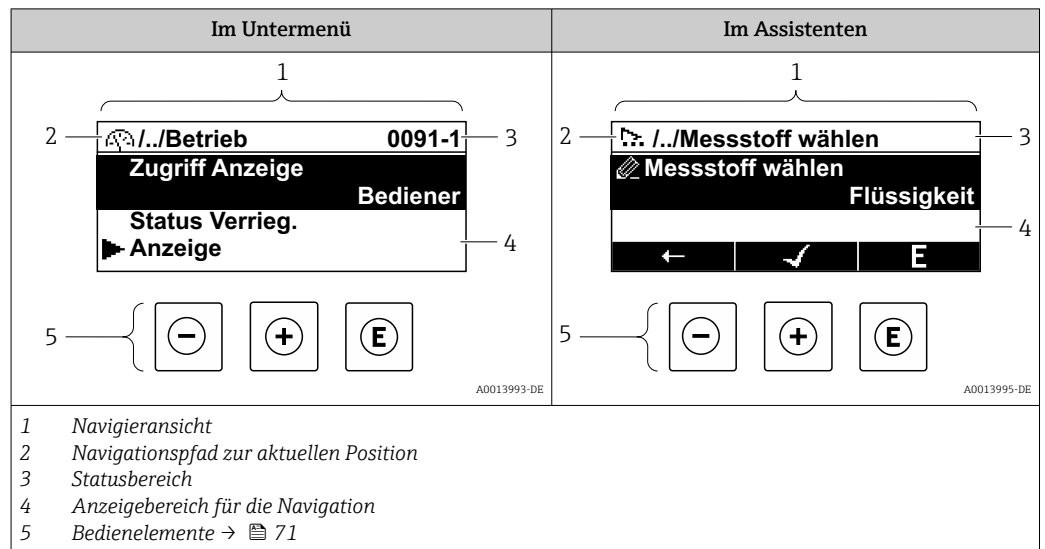 Im Untermenü
Im Assistenten
1
2
/../Betrieb 0091-1
3
Zugriff Anzeige
Bediener
Status Verrieg.
Anzeige
4
5
- + E
A0013993-DE
1
2
/../Messstoff wählen
3
Messstoff wählen
Flüssigkeit
4
← ✓ E
5
- + E
A0013995-DE
1 Navigieransicht
2 Navigationspfad zur aktuellen Position
3 Statusbereich
4 Anzeigebereich für die Navigation
5 Bedienelemente → 71